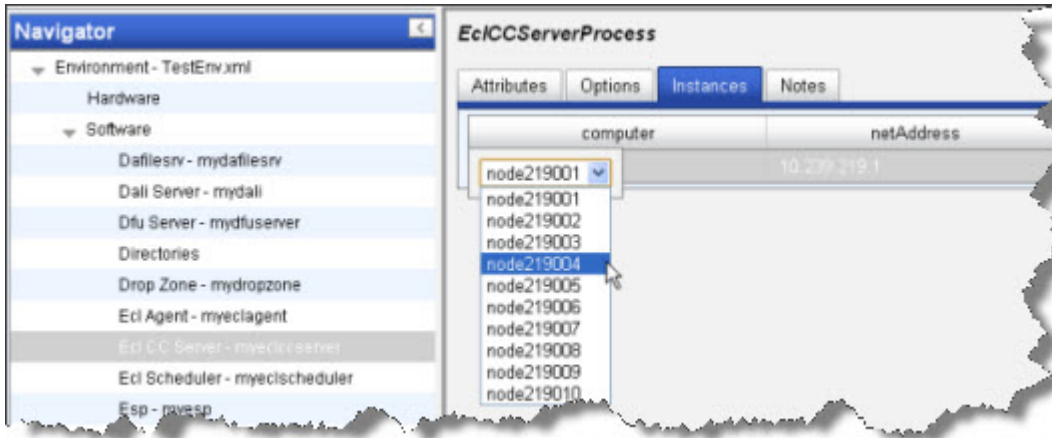 Navigator
Environment - TestEnv.xml
Hardware
Software
Dafilesrv - mydafilesrv
Dali Server - mydali
Dfu Server - mydfuserver
Directories
Drop Zone - mydropzone
Ecl Agent - myeclagent
Ecl CC Server - myeclccserver
Ecl Scheduler - myeclscheduler
Esp - myesp
EclCCServerProcess
Attributes Options Instances Notes
computer netAddress
node219001 10.239.219.1
node219001
node219002
node219003
node219004
node219005
node219006
node219007
node219008
node219009
node219010